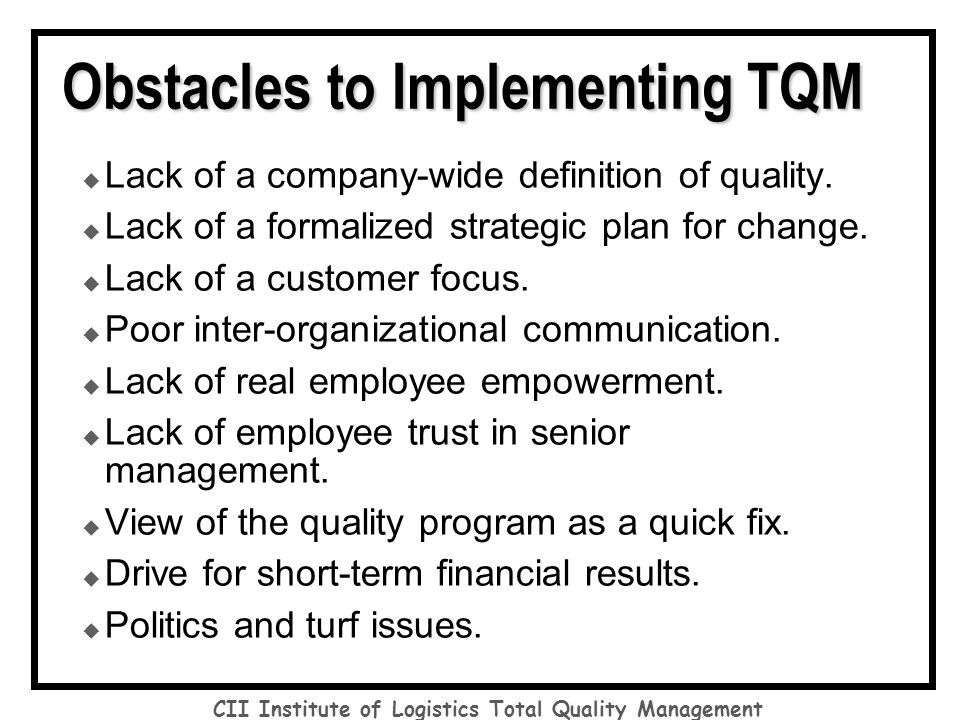 Obstacles to Implementing TQM
Lack of a company-wide definition of quality.
Lack of a formalized strategic plan for change.
Lack of a customer focus.
Poor inter-organizational communication.
Lack of real employee empowerment.
Lack of employee trust in senior
management.
View of the quality program as a quick fix.
Drive for short-term financial results.
Politics and turf issues.
CII Institute of Logistics Total Quality Management